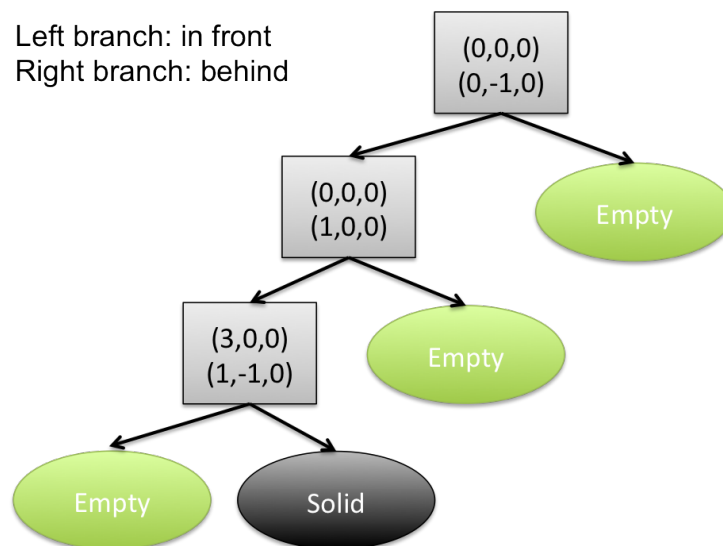 Left branch: in front
Right branch: behind
(0,0,0)
(0,-1,0)
(0,0,0)
(1,0,0)
Empty
(3,0,0)
(1,-1,0)
Empty
Empty
Solid